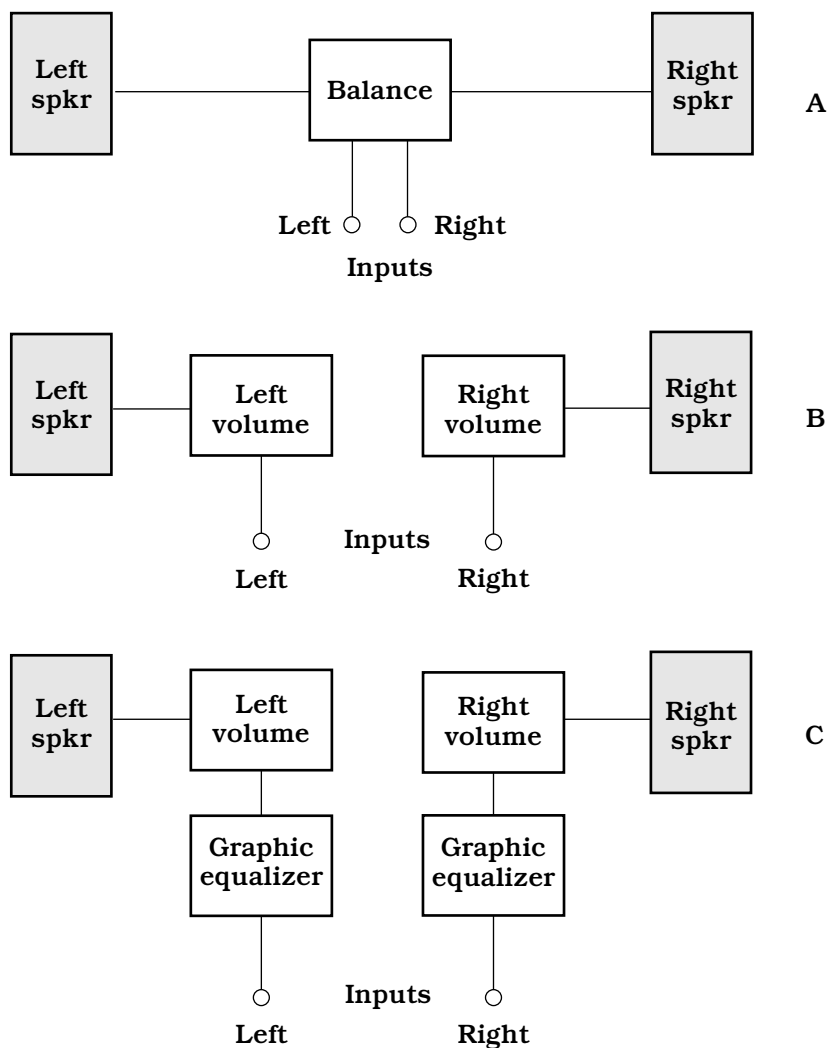 Left
spkr
Balance
Right
spkr
A
Left
Right
Inputs
Left
spkr
Left
volume
Right
volume
Right
spkr
B
Inputs
Left
Right
Left
spkr
Left
volume
Right
volume
Right
spkr
C
Graphic
equalizer
Graphic
equalizer
Inputs
Left
Right